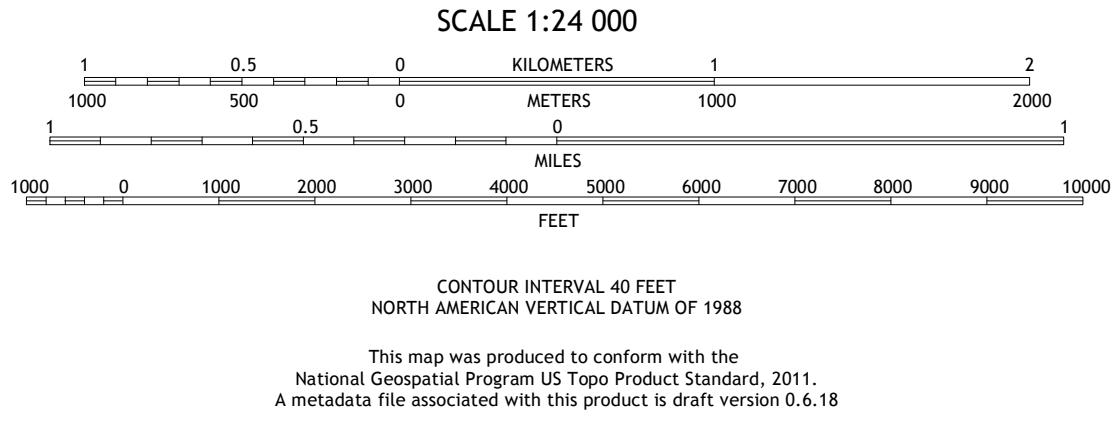 SCALE 1:24 000
1 0.5 0 KILOMETERS 1 2
1000 500 0 METERS 1000 2000
1 0.5 0 1
MILES
1000 0 1000 2000 3000 4000 5000 6000 7000 8000 9000 10000
FEET
CONTOUR INTERVAL 40 FEET
NORTH AMERICAN VERTICAL DATUM OF 1988
This map was produced to conform with the
National Geospatial Program US Topo Product Standard, 2011.
A metadata file associated with this product is draft version 0.6.18